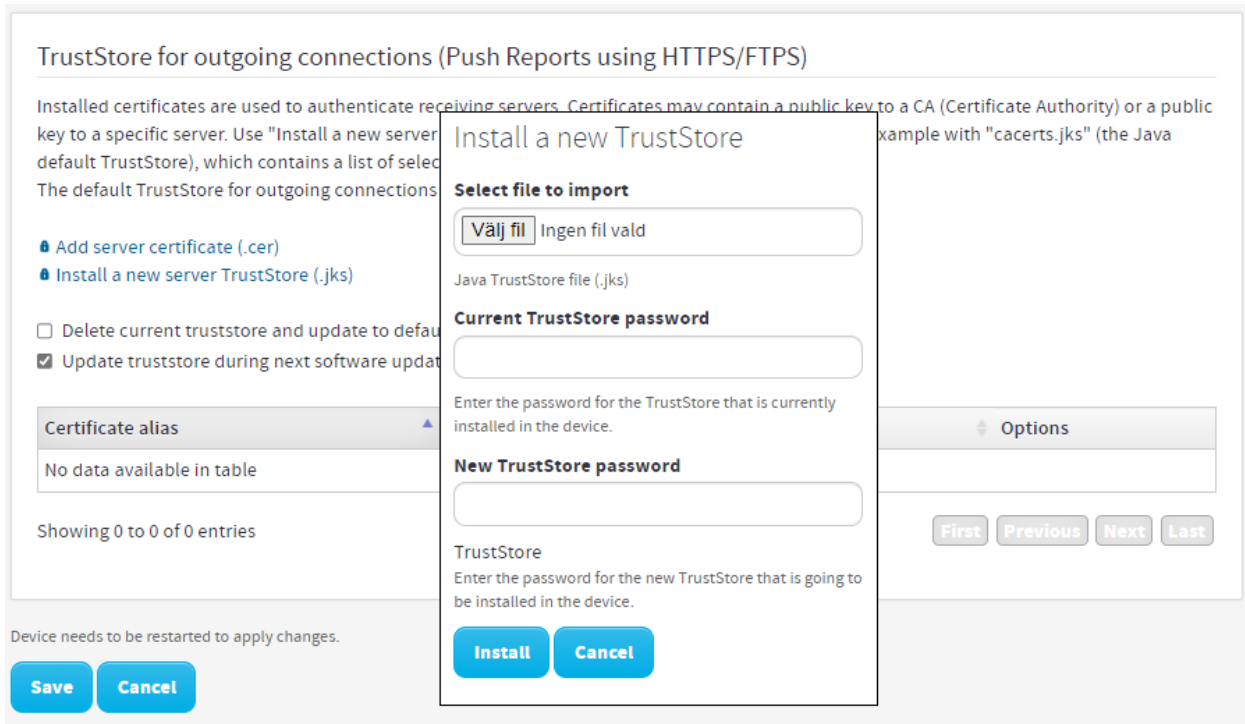 TrustStore for outgoing connections (Push Reports using HTTPS/FTPS)
Installed certificates are used to authenticate receiving servers. Certificates may contain a public key to a CA (Certificate Authority) or a public
key to a specific server. Use "Install a new server
xample with "cacerts.jks" (the Java
default TrustStore), which contains a list of selec
The default TrustStore for outgoing connections
Add server certificate (.cer)
Install a new server TrustStore (.jks)
Delete current truststore and update to defau
Update truststore during next software updat
Certificate alias
Options
No data available in table
Showing 0 to 0 of 0 entries
First Previous Next Last
Device needs to be restarted to apply changes.
Save Cancel
Install a new TrustStore
Select file to import
Välj fil Ingen fil vald
Java TrustStore file (.jks)
Current TrustStore password
Enter the password for the TrustStore that is currently
installed in the device.
New TrustStore password
TrustStore
Enter the password for the new TrustStore that is going to
be installed in the device.
Install Cancel